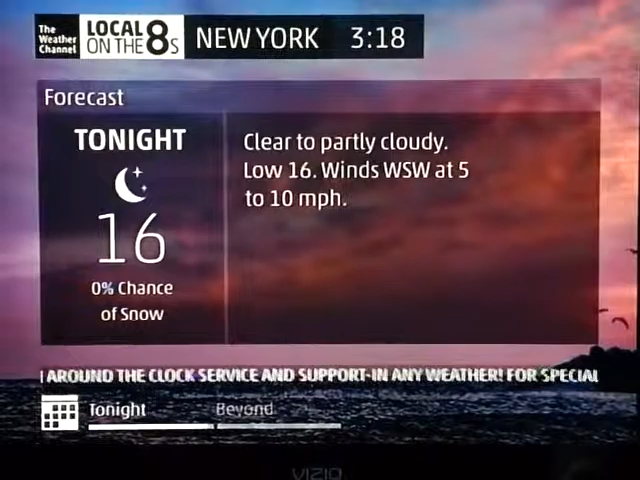 The
Weather
Channel
LOCAL
ON THE 8s
NEW YORK 3:18
Forecast
TONIGHT
16
0% Chance
of Snow
Clear to partly cloudy.
Low 16. Winds WSW at 5
to 10 mph.
AROUND THE CLOCK SERVICE AND SUPPORT-IN ANY WEATHER! FOR SPECIAL
Tonight Beyond
VIZIO